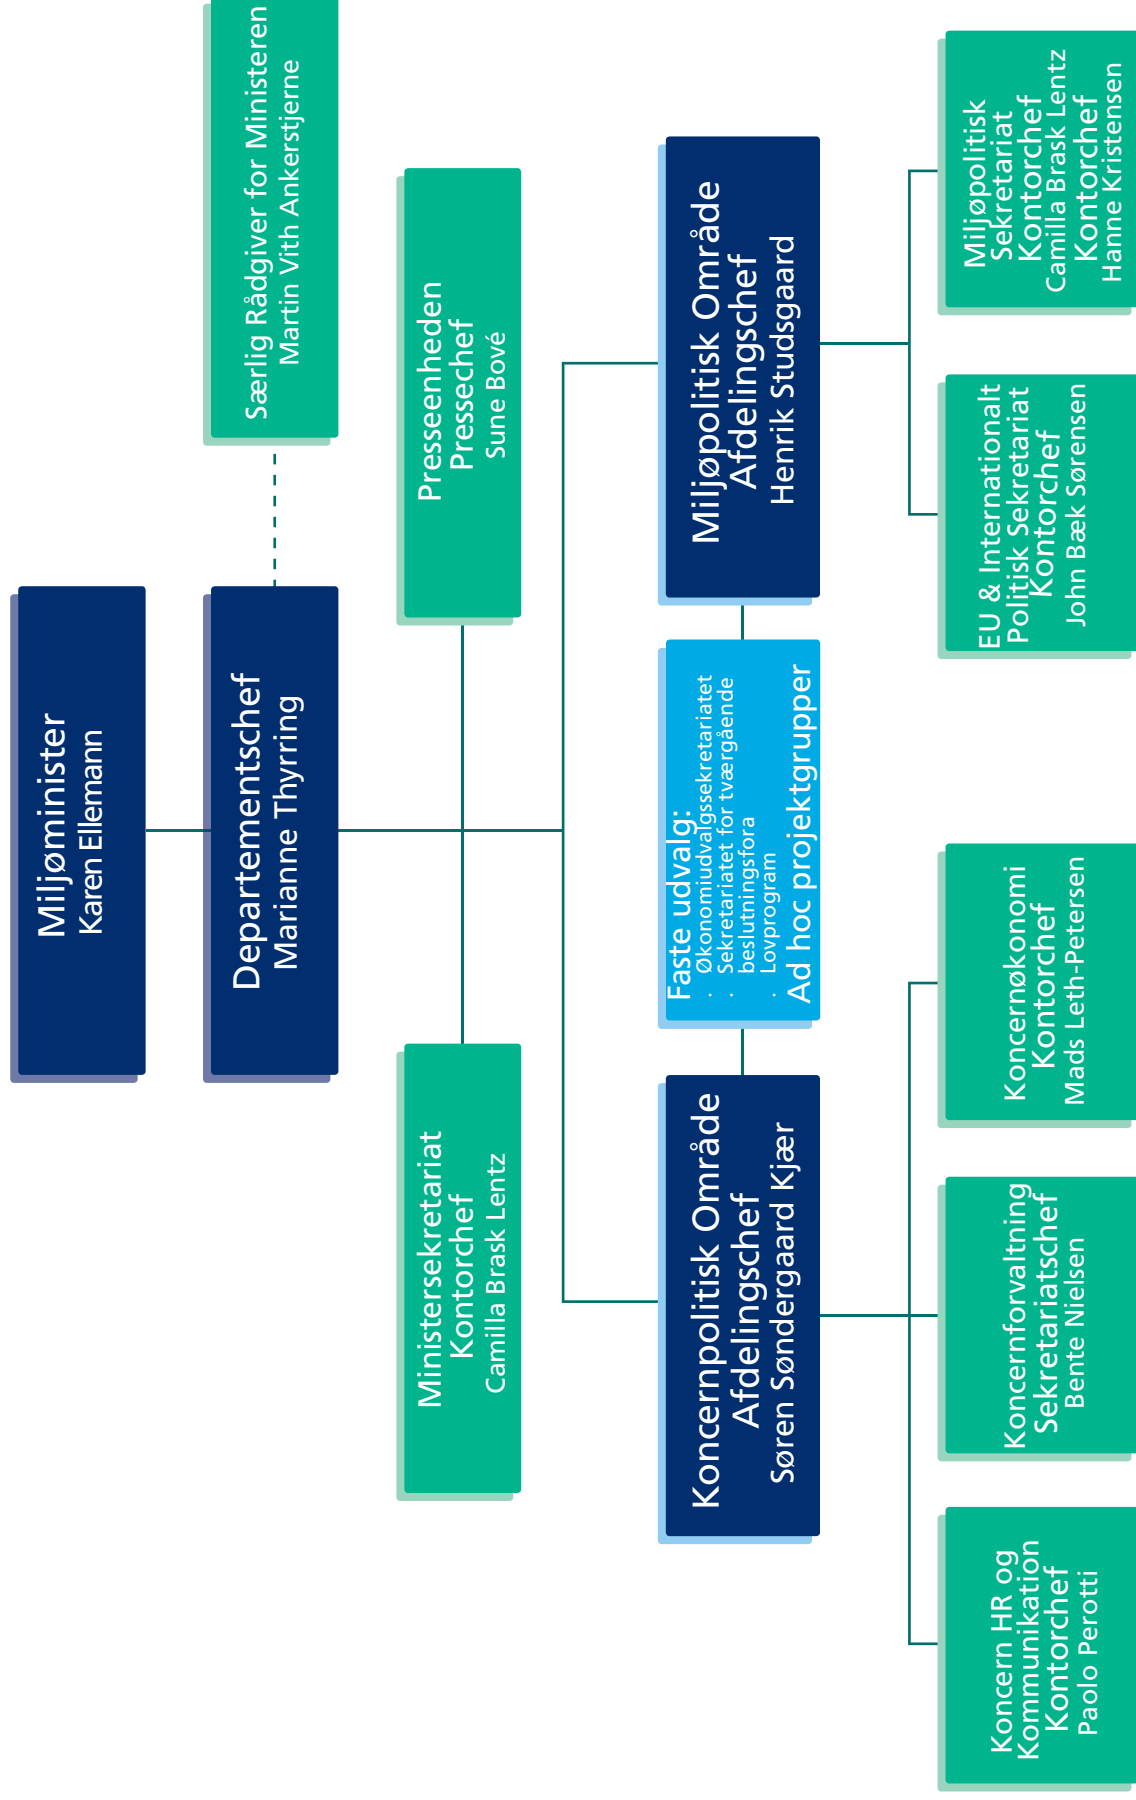 Miljøminister
Karen Ellemann
Departementschef
Marianne Thyrring
Særlig Rådgiver for Ministeren
Martin Vith Ankerstjerne
Ministersekretariat
Kontorchef
Camilla Brask Lentz
Presseenheden
Pressechef
Sune Bové
Koncernpolitisk Område
Afdelingschef
Søren Søndergaard Kjær
Faste udvalg:
· Økonomiudvalgssekretariatet
· Sekretariatet for tværgående
beslutningsfora
· Lovprogram
Ad hoc projektgrupper
Miljøpolitisk Område
Afdelingschef
Henrik Studsgaard
Koncern HR og
Kommunikation
Kontorchef
Paolo Perotti
Koncernforvaltning
Sekretariatschef
Bente Nielsen
Koncernøkonomi
Kontorchef
Mads Leth-Petersen
EU & Internationalt
Politisk Sekretariat
Kontorchef
John Bæk Sørensen
Miljøpolitisk
Sekretariat
Kontorchef
Camilla Brask Lentz
Kontorchef
Hanne Kristensen